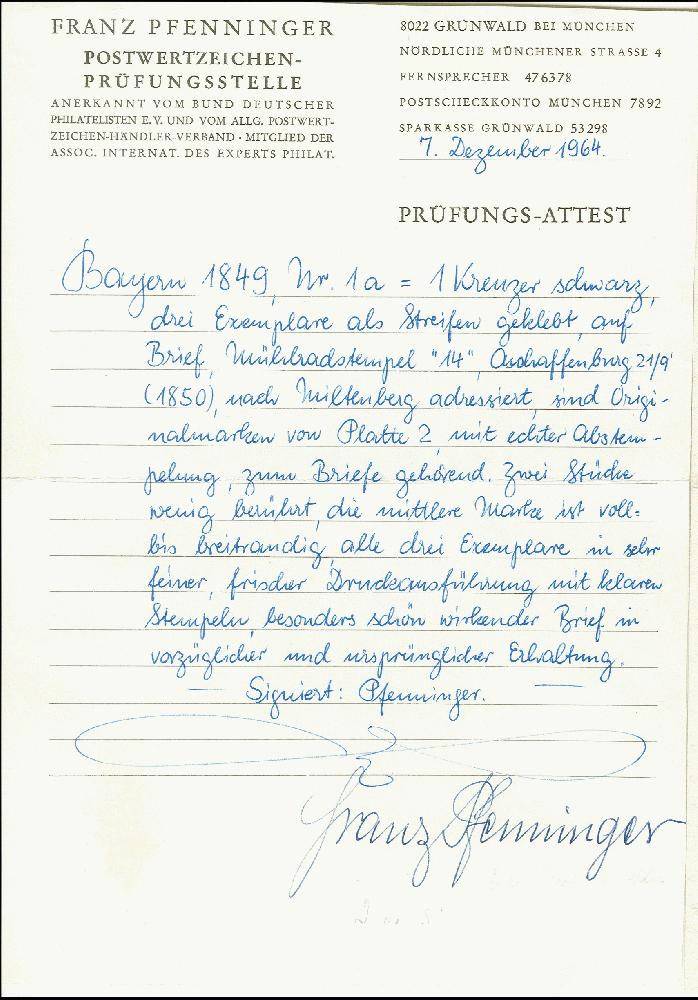 FRANZ PFENNINGER
POSTWERTZEICHEN-
PRÜFUNGSSTELLE
ANERKANNT VOM BUND DEUTSCHER
PHILATELISTEN E.V. UND VOM ALLG. POSTWERT-
ZEICHEN-HÄNDLER-VERBAND · MITGLIED DER
ASSOC. INTERNAT. DES EXPERTS PHILAT.
8022 GRÜNWALD BEI MÜNCHEN
NÖRDLICHE MÜNCHENER STRASSE 4
FERNSPRECHER 476378
POSTSCHECKKONTO MÜNCHEN 7892
SPARKASSE GRÜNWALD 53298
7. Dezember 1964.
PRÜFUNGS-ATTEST
Bayern 1849, Nr. 1a = 1 Kreuzer schwarz,
drei Exemplare als Streifen geklebt, auf
Brief, Mühlradstempel "14", Aschaffenburg 21/9
(1850), nach Miltenberg adressiert, sind Origi-
nalmarken von Platte 2, mit echter Abstem-
pelung, zum Briefe gehörend. Zwei Stücke
wenig berührt, die mittlere Marke ist voll-
bis breitrandig, alle drei Exemplare in sehr
feiner, frischer Druckausführung mit klaren
Stempeln, besonders schön wirkender Brief in
vorzüglicher und ursprünglicher Erhaltung.
Signiert: Pfenninger.
Franz Pfenninger